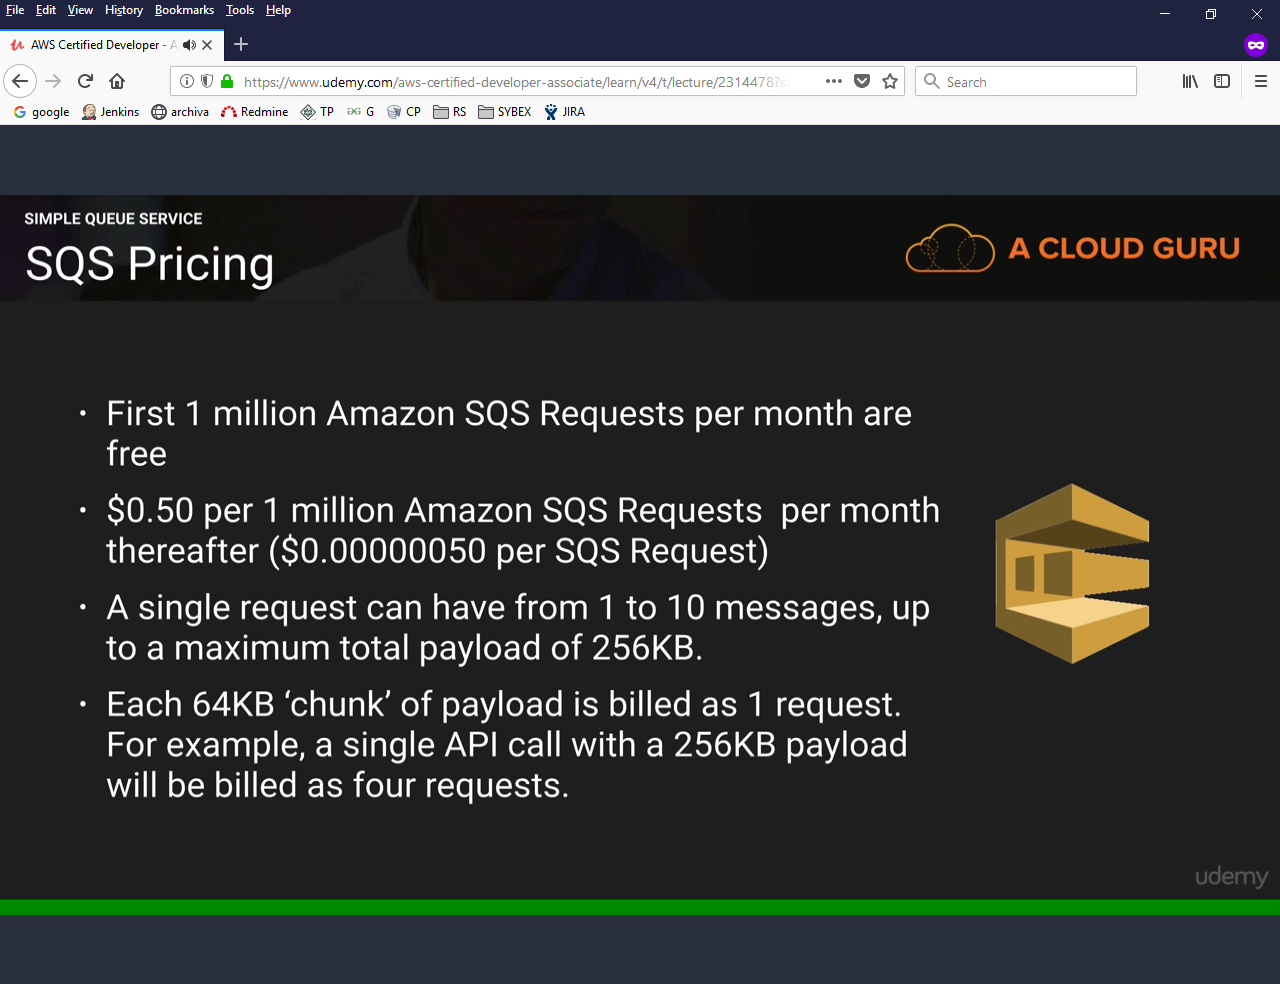 File Edit View History Bookmarks Tools Help
AWS Certified Developer - A
https://www.udemy.com/aws-certified-developer-associate/learn/v4/t/lecture/2314478?s
Search
google Jenkins archiva Redmine TP G CP RS SYBEX JIRA
SIMPLE QUEUE SERVICE
SQS Pricing
A CLOUD GURU
• First 1 million Amazon SQS Requests per month are
free
• $0.50 per 1 million Amazon SQS Requests per month
thereafter ($0.00000050 per SQS Request)
• A single request can have from 1 to 10 messages, up
to a maximum total payload of 256KB.
• Each 64KB ‘chunk’ of payload is billed as 1 request.
For example, a single API call with a 256KB payload
will be billed as four requests.
udemy